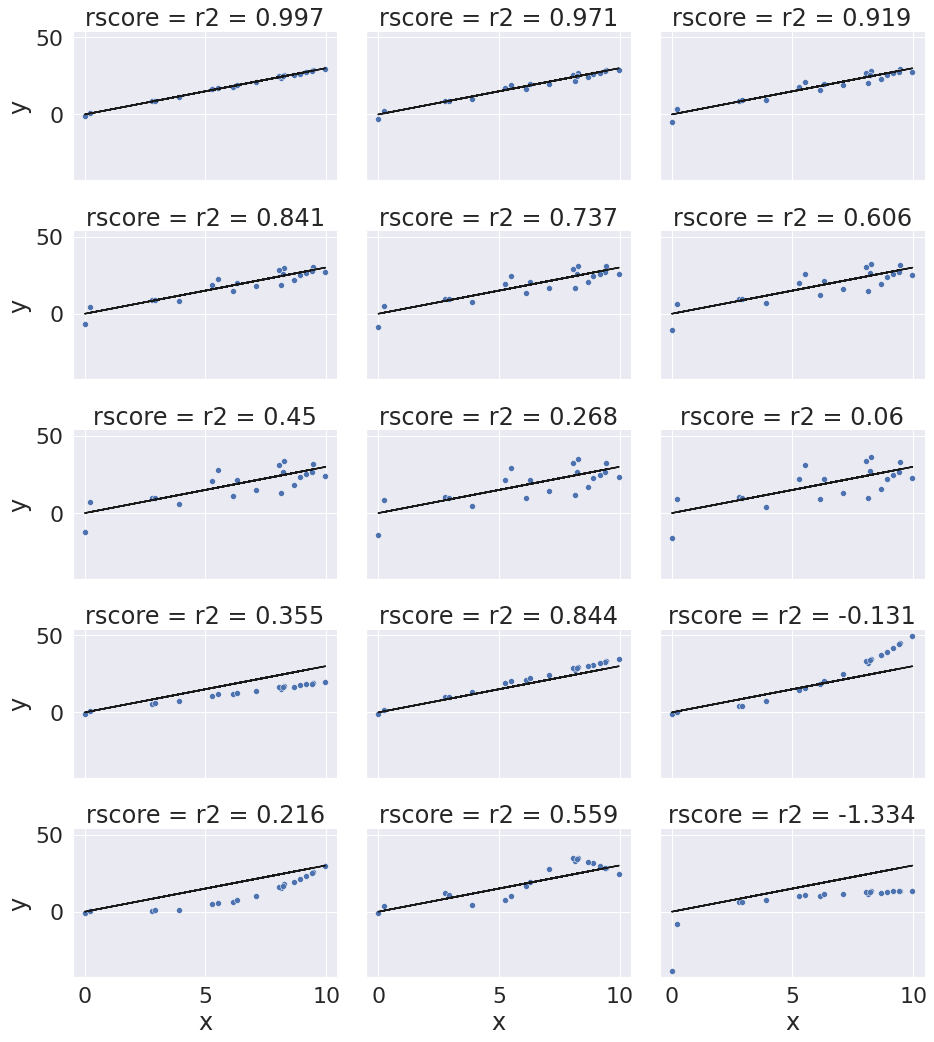 rscore = r2 = 0.997 rscore = r2 = 0.971 rscore = r2 = 0.919
50
y
0
rscore = r2 = 0.841 rscore = r2 = 0.737 rscore = r2 = 0.606
50
y
0
rscore = r2 = 0.45 rscore = r2 = 0.268 rscore = r2 = 0.06
50
y
0
rscore = r2 = 0.355 rscore = r2 = 0.844 rscore = r2 = -0.131
50
y
0
rscore = r2 = 0.216 rscore = r2 = 0.559 rscore = r2 = -1.334
50
y
0
0 5 10 0 5 10 0 5 10
x x x